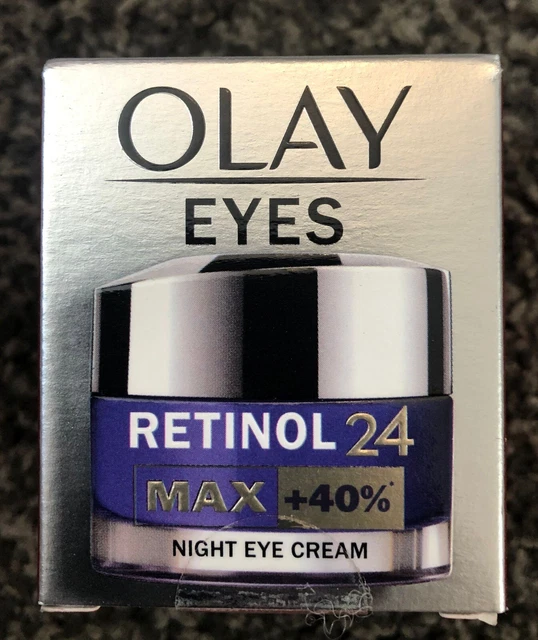 OLAY
EYES
RETINOL 24
MAX +40%*
NIGHT EYE CREAM